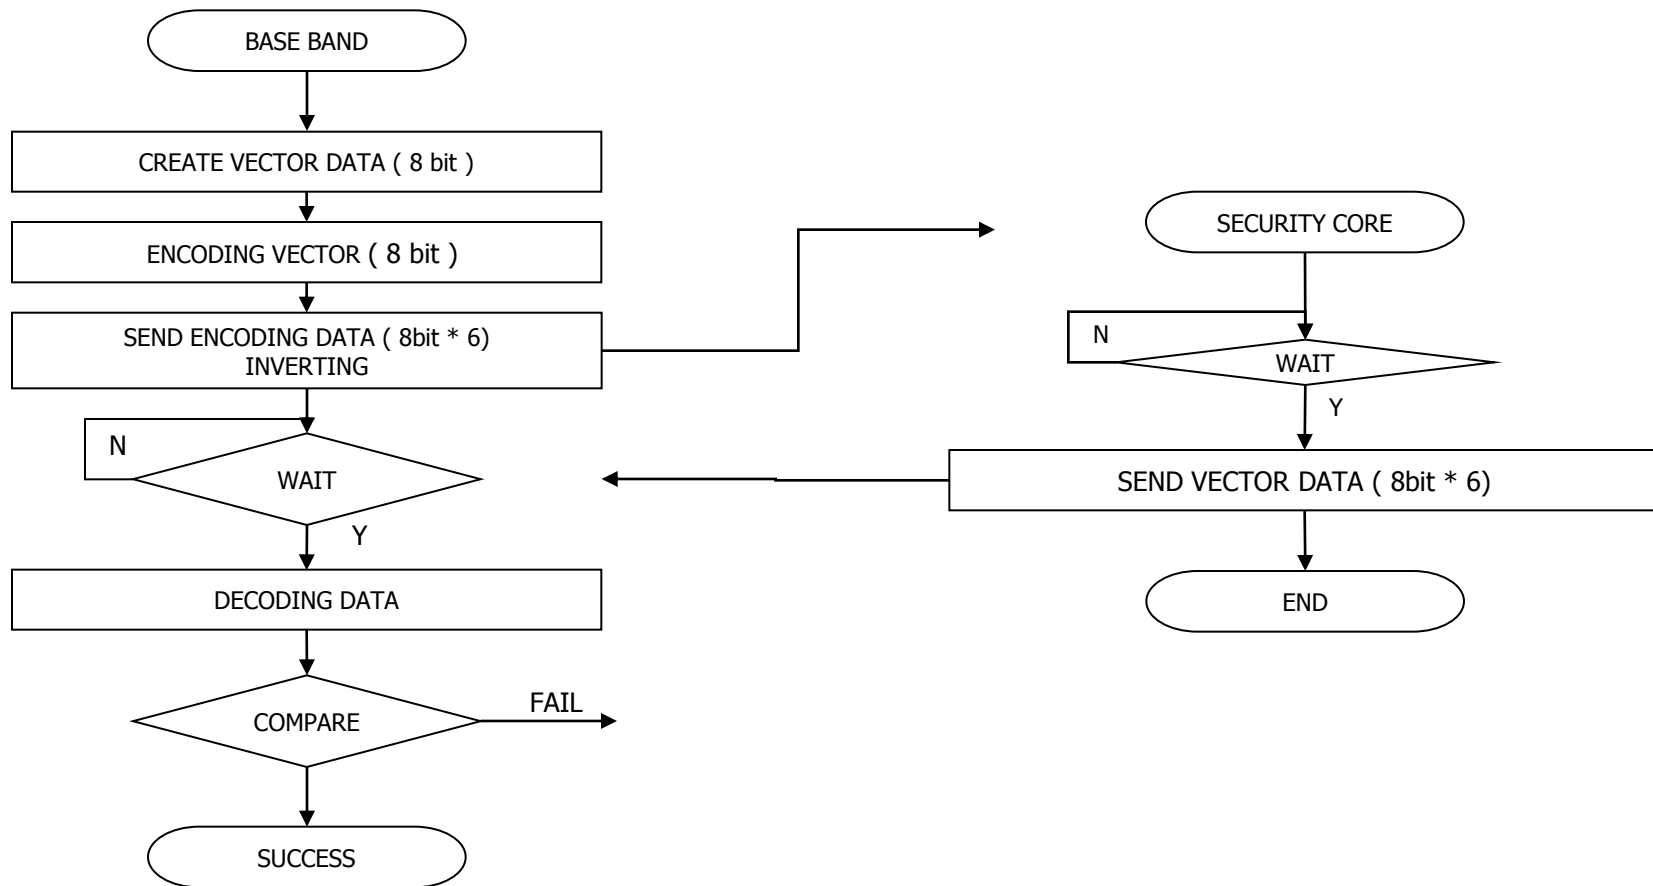 BASE BAND
CREATE VECTOR DATA ( 8 bit )
ENCODING VECTOR ( 8 bit )
SEND ENCODING DATA ( 8bit * 6)
INVERTING
N
WAIT
Y
DECODING DATA
COMPARE
FAIL
SUCCESS
SECURITY CORE
N
WAIT
Y
SEND VECTOR DATA ( 8bit * 6)
END